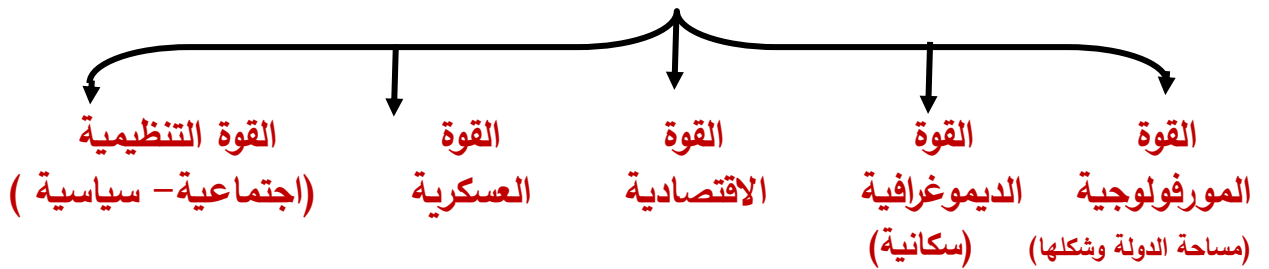 القوة
المورفولوجية
(مساحة الدولة وشكلها)
القوة
الديموغرافية
(سكانية)
القوة
الاقتصادية
القوة
العسكرية
القوة التنظيمية
(اجتماعية- سياسية )